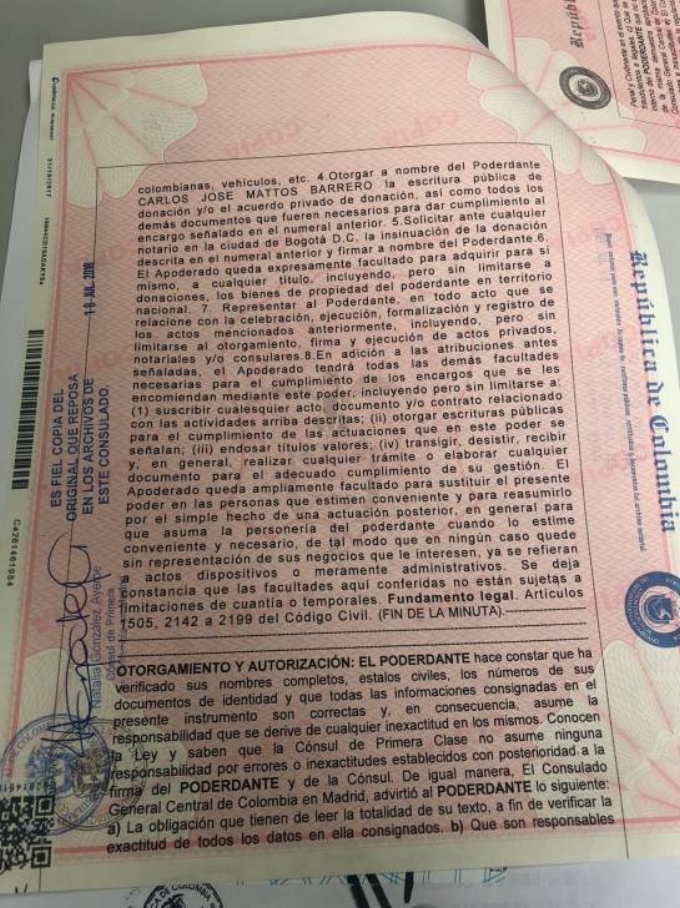 colombianas, vehículos, etc. 4.Otorgar a nombre del Poderdante
CARLOS JOSE MATTOS BARRERO la escritura pública de
donación y/o el acuerdo privado de donación, así como todos los
demás documentos que fueren necesarios para dar cumplimiento al
encargo señalado en el numeral anterior. 5.Solicitar ante cualquier
notario en la ciudad de Bogotá D.C. la insinuación de la donación
descrita en el numeral anterior y firmar a nombre del Poderdante.6.
El Apoderado queda expresamente facultado para adquirir para sí
mismo, a cualquier título, incluyendo, pero sin limitarse a
donaciones, los bienes de propiedad del poderdante en territorio
nacional. 7. Representar al Poderdante, en todo acto que se
relacione con la celebración, ejecución, formalización y registro de
los actos mencionados anteriormente, incluyendo, pero sin
limitarse al otorgamiento, firma y ejecución de actos privados,
notariales y/o consulares.8.En adición a las atribuciones antes
señaladas, el Apoderado tendrá todas las demás facultades
necesarias para el cumplimiento de los encargos que se les
encomiendan mediante este poder, incluyendo pero sin limitarse a:
(1) suscribir cualesquier acto, documento y/o contrato relacionado
con las actividades arriba descritas; (ii) otorgar escrituras públicas
para el cumplimiento de las actuaciones que en este poder se
señalan; (iii) endosar títulos valores; (iv) transigir, desistir, recibir
y, en general, realizar cualquier trámite o elaborar cualquier
documento para el adecuado cumplimiento de su gestión. El
Apoderado queda ampliamente facultado para sustituir el presente
poder en las personas que estimen conveniente y para reasumirlo
por el simple hecho de una actuación posterior, en general para
que asuma la personería del poderdante cuando lo estime
conveniente y necesario, de tal modo que en ningún caso quede
sin representación de sus negocios que le interesen, ya se refieran
a actos dispositivos o meramente administrativos. Se deja
constancia que las facultades aquí conferidas no están sujetas a
limitaciones de cuantía o temporales. Fundamento legal. Artículos
1505, 2142 a 2199 del Código Civil. (FIN DE LA MINUTA).
OTORGAMIENTO Y AUTORIZACIÓN: EL PODERDANTE hace constar que ha
verificado sus nombres completos, estalos civiles, los números de sus
documentos de identidad y que todas las informaciones consignadas en el
presente instrumento son correctas y, en consecuencia, asume la
responsabilidad que se derive de cualquier inexactitud en los mismos. Conocen
la Ley y saben que la Cónsul de Primera Clase no asume ninguna
responsabilidad por errores o inexactitudes establecidos con posterioridad a la
firma del PODERDANTE y de la Cónsul. De igual manera, El Consulado
General Central de Colombia en Madrid, advirtió al PODERDANTE lo siguiente:
a) La obligación que tienen de leer la totalidad de su texto, a fin de verificar la
exactitud de todos los datos en ella consignados. b) Que son responsables
ES FIEL COPIA DEL
ORIGINAL QUE REPOSA
EN LOS ARCHIVOS DE
ESTE CONSULADO.
19 JUL. 2018
Natalia González
Cónsul de Primera
Ca281461984
31/10/2017
República de Colombia